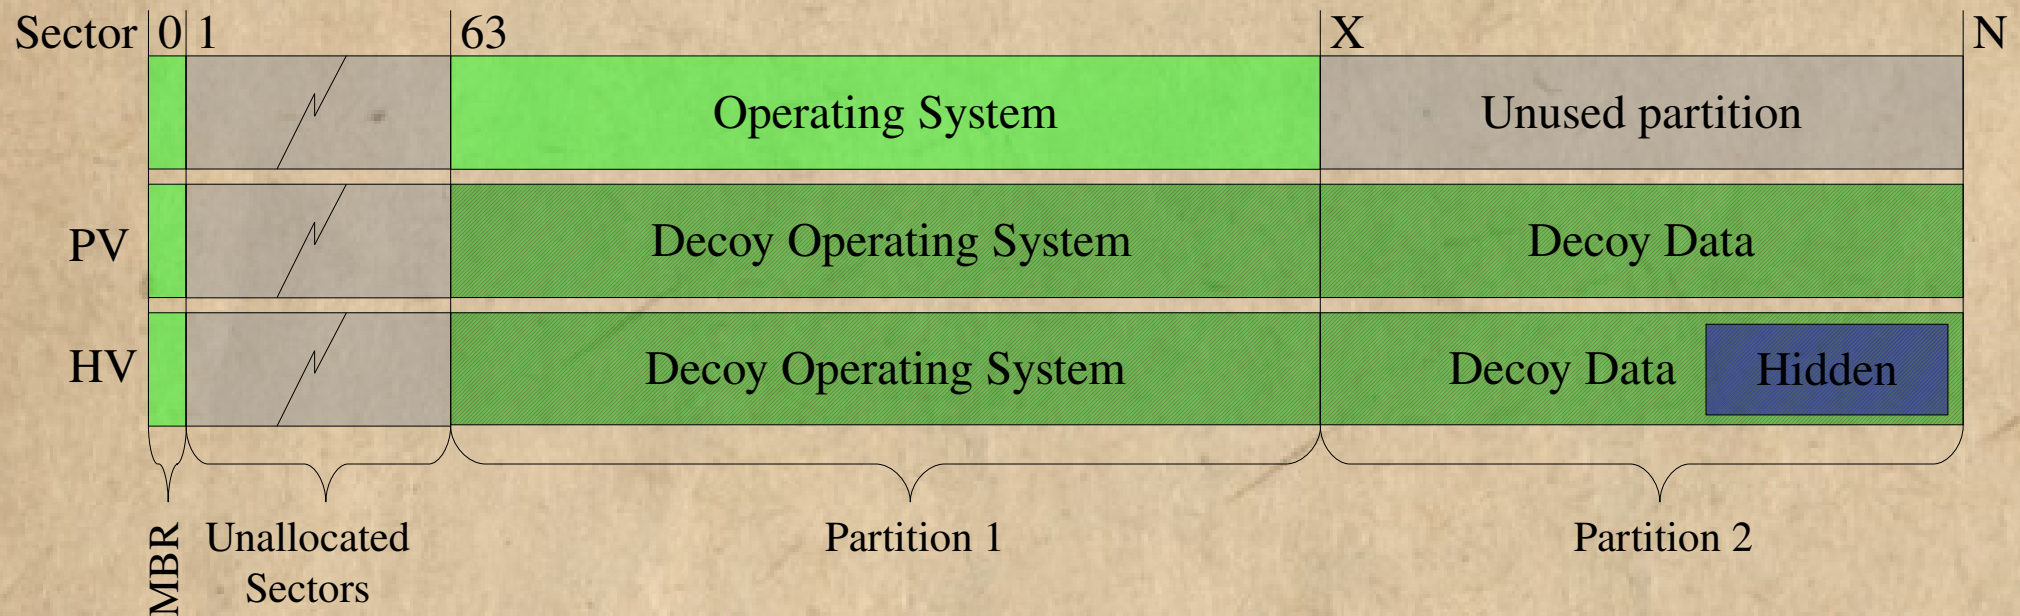 Sector 0 1 63 X N
Operating System Unused partition
PV Decoy Operating System Decoy Data
HV Decoy Operating System Decoy Data Hidden
MBR
Unallocated
Sectors
Partition 1
Partition 2